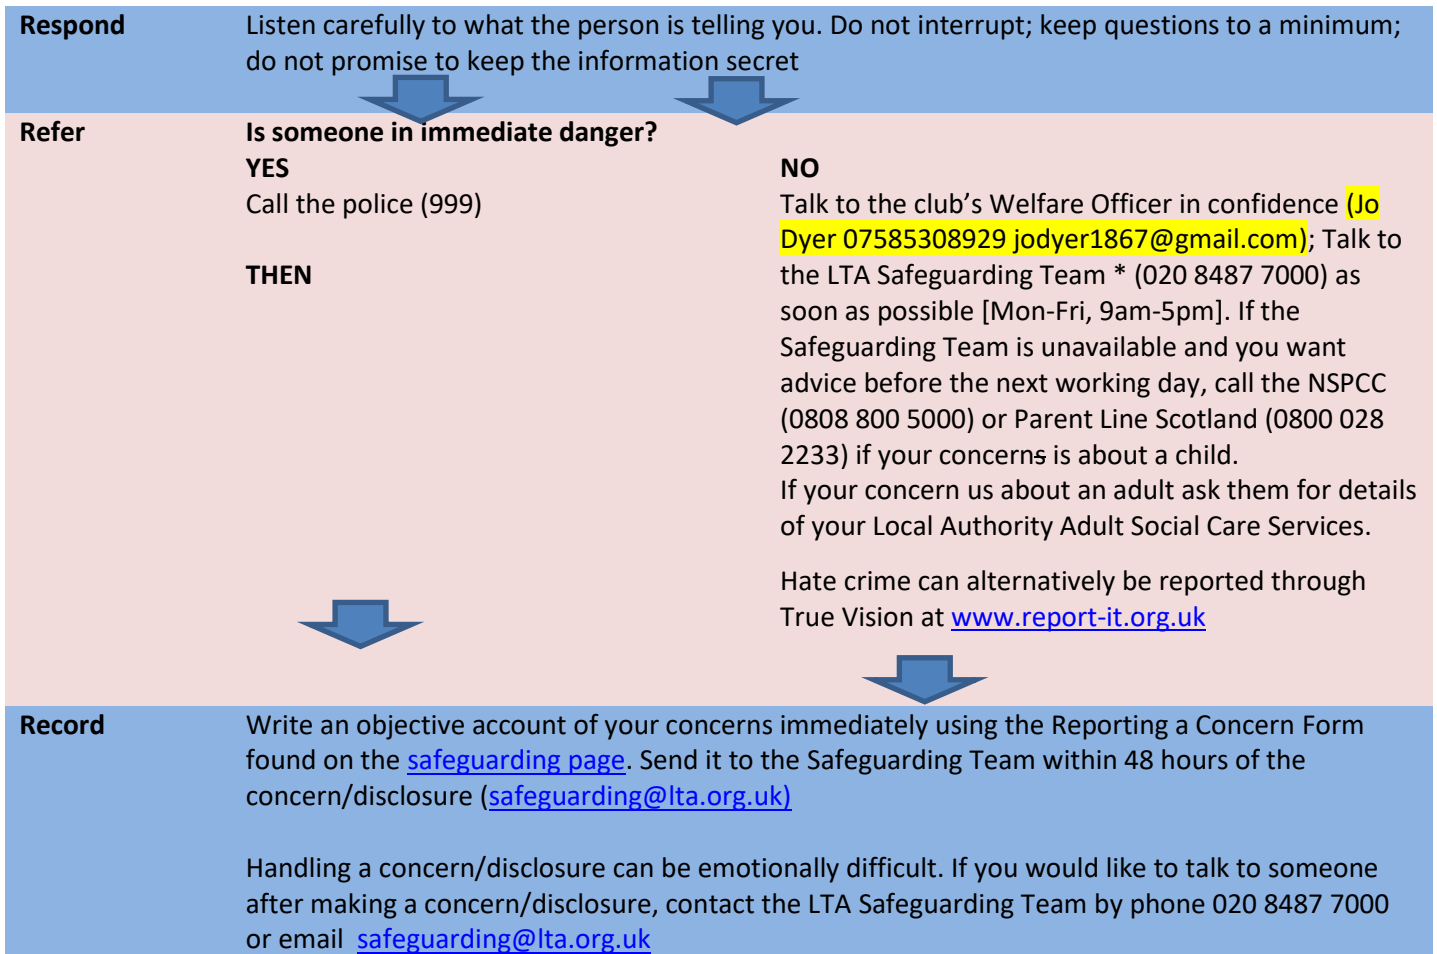 Respond
Listen carefully to what the person is telling you. Do not interrupt; keep questions to a minimum;
do not promise to keep the information secret
Refer
Is someone in immediate danger?
YES
Call the police (999)
THEN
NO
Talk to the club’s Welfare Officer in confidence (Jo
Dyer 07585308929 jodyer1867@gmail.com); Talk to
the LTA Safeguarding Team * (020 8487 7000) as
soon as possible [Mon-Fri, 9am-5pm]. If the
Safeguarding Team is unavailable and you want
advice before the next working day, call the NSPCC
(0808 800 5000) or Parent Line Scotland (0800 028
2233) if your concerns is about a child.
If your concern us about an adult ask them for details
of your Local Authority Adult Social Care Services.
Hate crime can alternatively be reported through
True Vision at www.report-it.org.uk
Record
Write an objective account of your concerns immediately using the Reporting a Concern Form
found on the safeguarding page. Send it to the Safeguarding Team within 48 hours of the
concern/disclosure (safeguarding@lta.org.uk)
Handling a concern/disclosure can be emotionally difficult. If you would like to talk to someone
after making a concern/disclosure, contact the LTA Safeguarding Team by phone 020 8487 7000
or email safeguarding@lta.org.uk